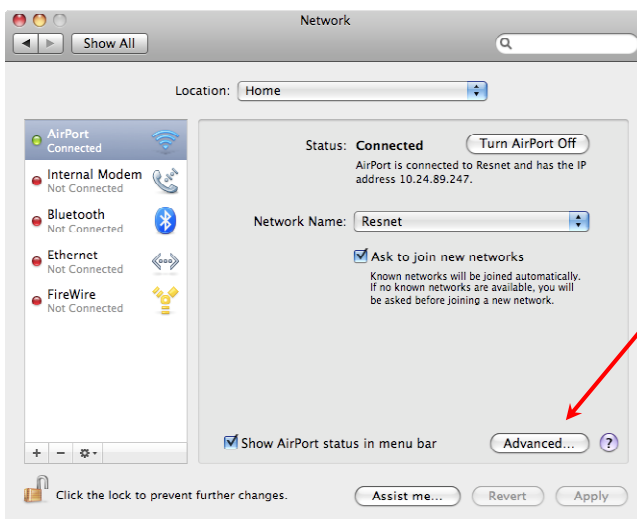 Network
Show All
Location: Home
AirPort
Connected
Internal Modem
Not Connected
Bluetooth
Not Connected
Ethernet
Not Connected
FireWire
Not Connected
Status: Connected Turn AirPort Off
AirPort is connected to Resnet and has the IP
address 10.24.89.247.
Network Name: Resnet
Ask to join new networks
Known networks will be joined automatically.
If no known networks are available, you will
be asked before joining a new network.
Show AirPort status in menu bar Advanced... ?
+ −
Click the lock to prevent further changes. Assist me... Revert Apply